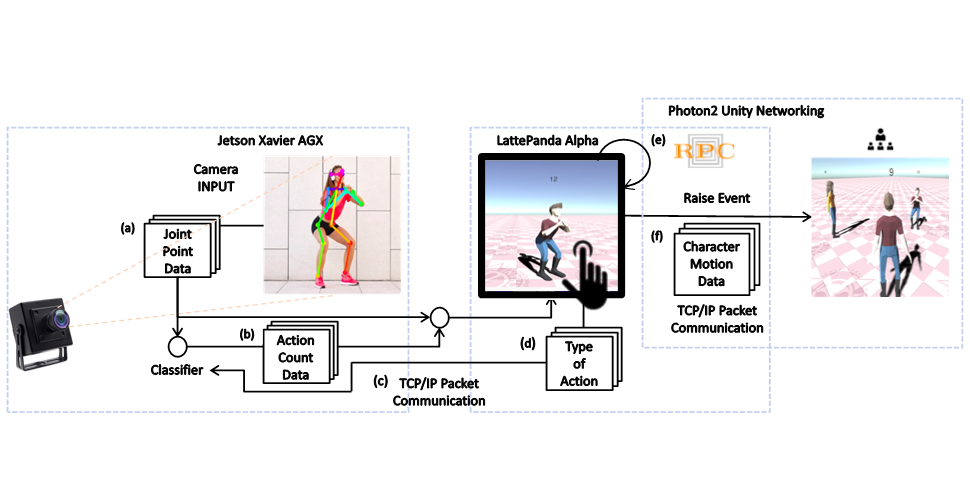 Photon2 Unity Networking
Jetson Xavier AGX
LattePanda Alpha
(e)
RPC
Camera
INPUT
12
9
Raise Event
(a)
Joint
Point
Data
(f)
Character
Motion
Data
TCP/IP Packet
Communication
(b)
Action
Count
Data
(d)
Type
of
Action
Classifier
(c)
TCP/IP Packet
Communication